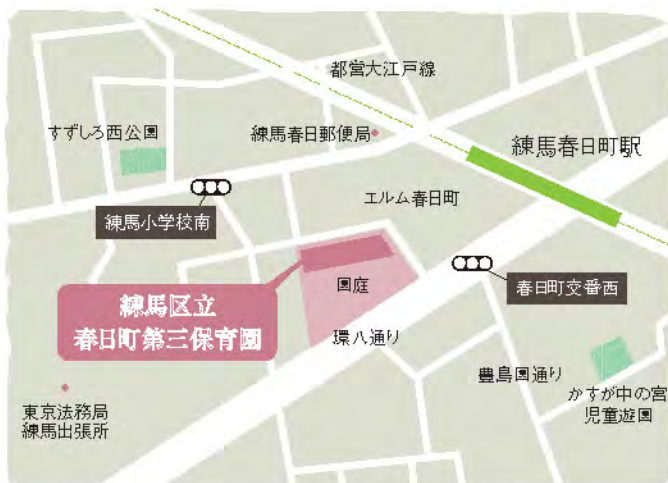 都営大江戸線
すずしろ西公園
練馬春日郵便局
練馬春日町駅
エルム春日町
練馬小学校南
園庭
春日町交番西
練馬区立
春日町第三保育園
環八通り
豊島園通り
かすが中の宮
児童遊園
東京法務局
練馬出張所